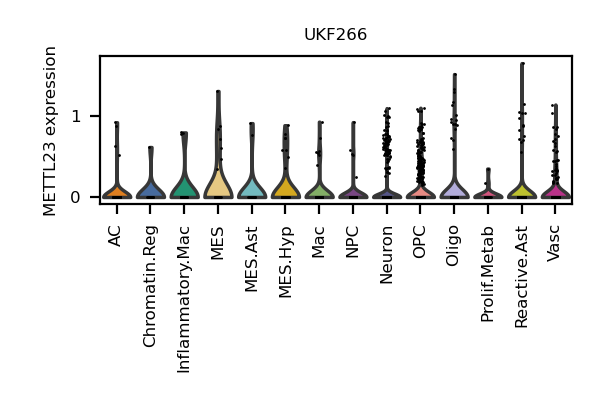 UKF266
METTL23 expression
1
0
AC
Chromatin.Reg
Inflammatory.Mac
MES
MES.Ast
MES.Hyp
Mac
NPC
Neuron
OPC
Oligo
Prolif.Metab
Reactive.Ast
Vasc